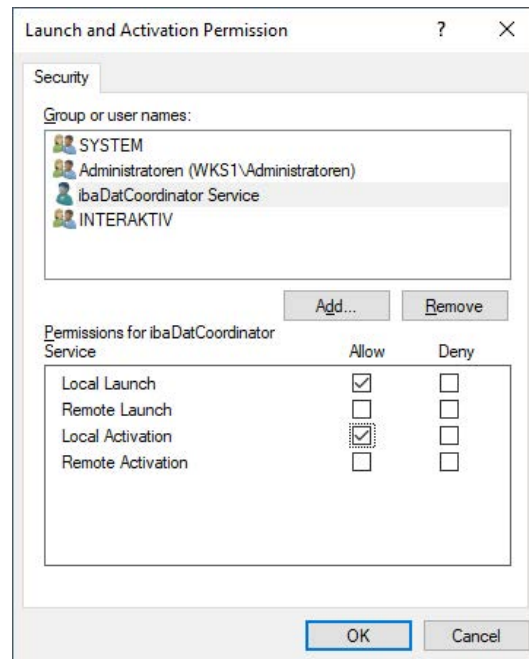 Launch and Activation Permission ?
Security
Group or user names:
SYSTEM
Administratoren (WKS1\Administratoren)
ibaDatCoordinator Service
INTERAKTIV
Add... Remove
Permissions for ibaDatCoordinator
Service Allow Deny
Local Launch
Remote Launch
Local Activation
Remote Activation
OK Cancel